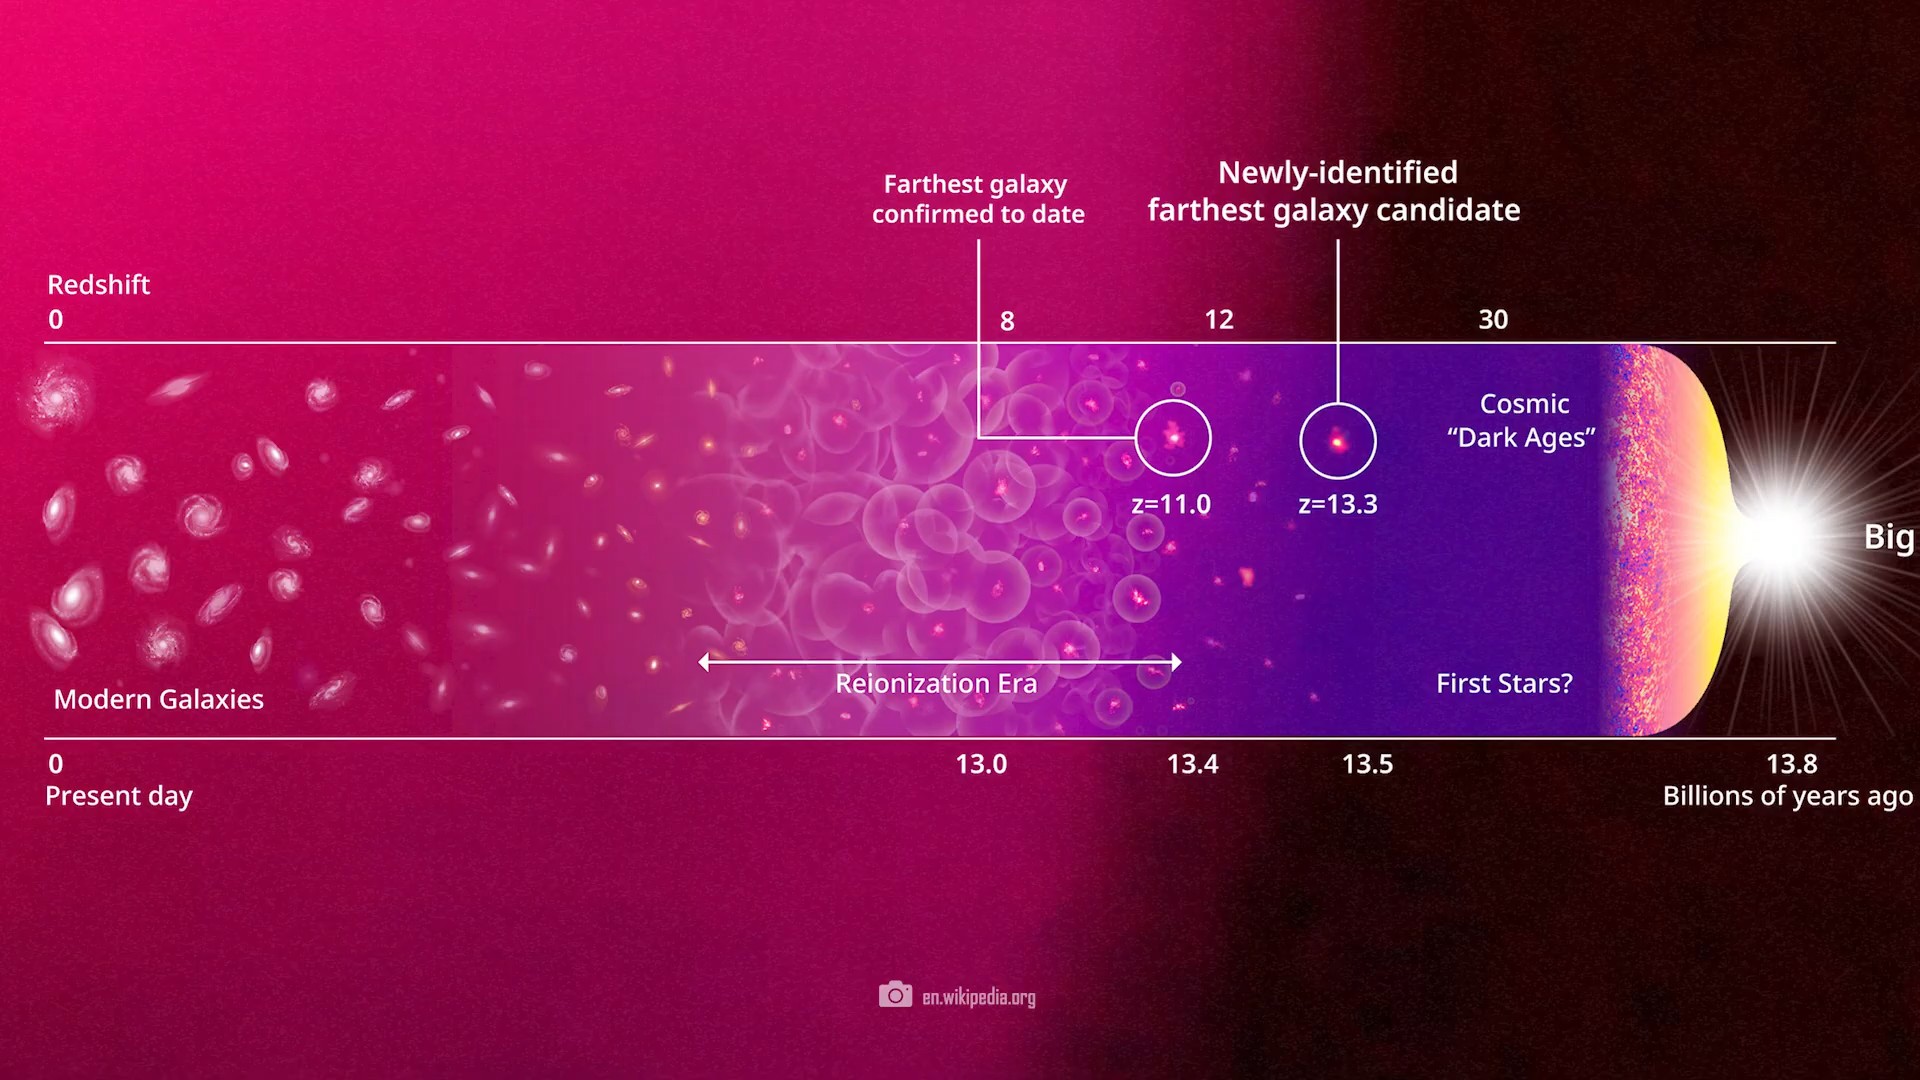 Farthest galaxy
confirmed to date
Newly-identified
farthest galaxy candidate
Redshift
0
8
12
30
Cosmic
“Dark Ages”
z=11.0
z=13.3
Big
Reionization Era
First Stars?
Modern Galaxies
0
13.0
13.4
13.5
13.8
Present day
Billions of years ago
en.wikipedia.org